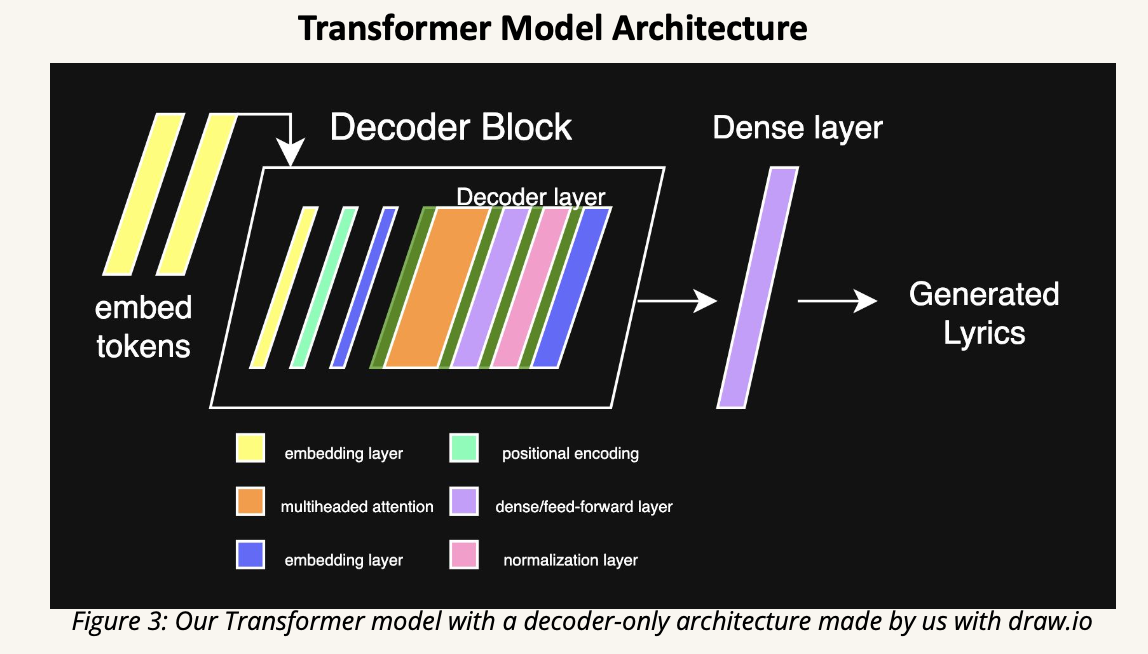 Transformer Model Architecture
Decoder Block
Dense layer
Decoder layer
embed
tokens
Generated
Lyrics
embedding layer
positional encoding
multiheaded attention
dense/feed-forward layer
embedding layer
normalization layer
Figure 3: Our Transformer model with a decoder-only architecture made by us with draw.io